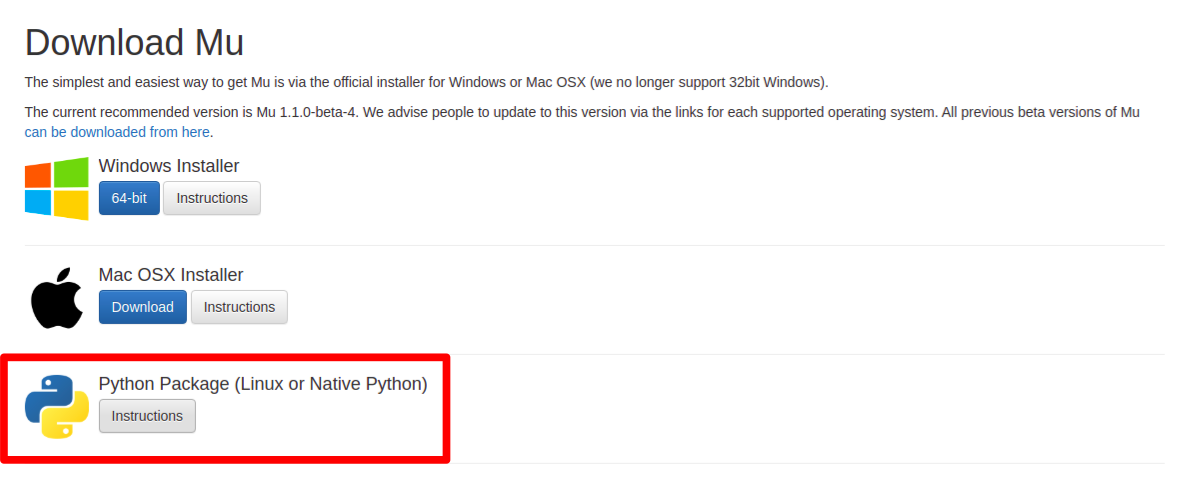 Download Mu
The simplest and easiest way to get Mu is via the official installer for Windows or Mac OSX (we no longer support 32bit Windows).
The current recommended version is Mu 1.1.0-beta-4. We advise people to update to this version via the links for each supported operating system. All previous beta versions of Mu
can be downloaded from here.
Windows Installer
64-bit Instructions
Mac OSX Installer
Download Instructions
Python Package (Linux or Native Python)
Instructions